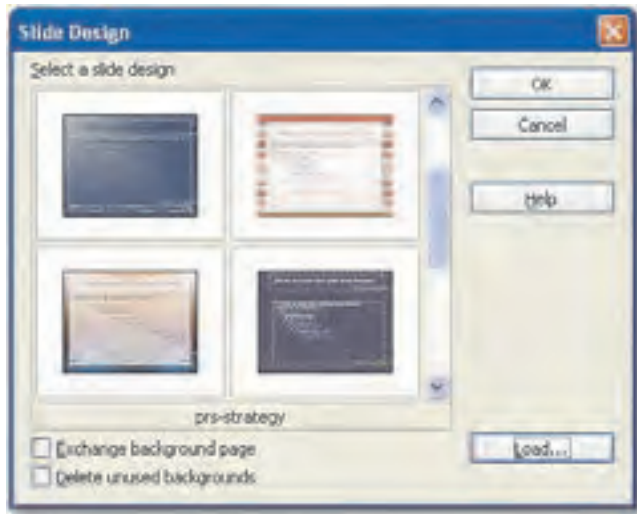 Slide Design
Select a slide design
OK
Cancel
Help
prs-strategy
Exchange background page
Delete unused backgrounds
Load...